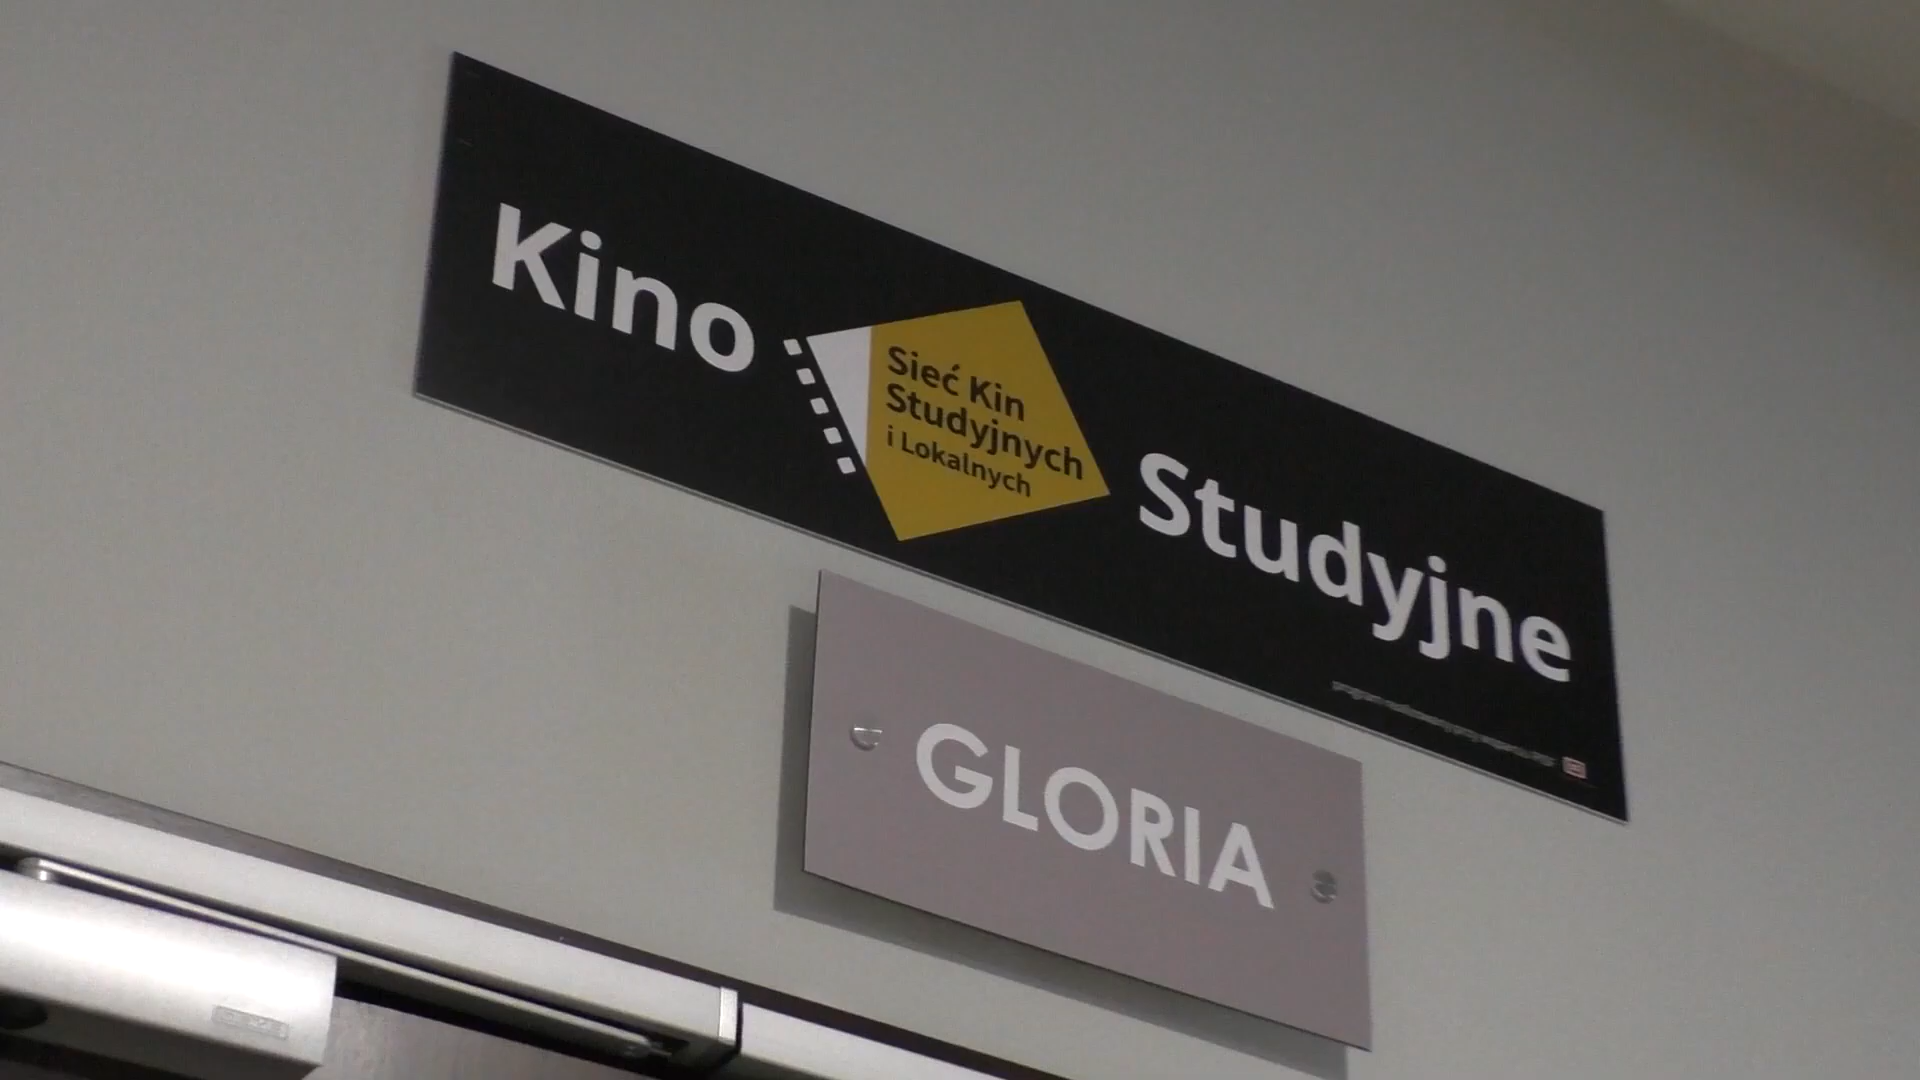 Kino
Sieć Kin
Studyjnych
i Lokalnych
Studyjne
GLORIA